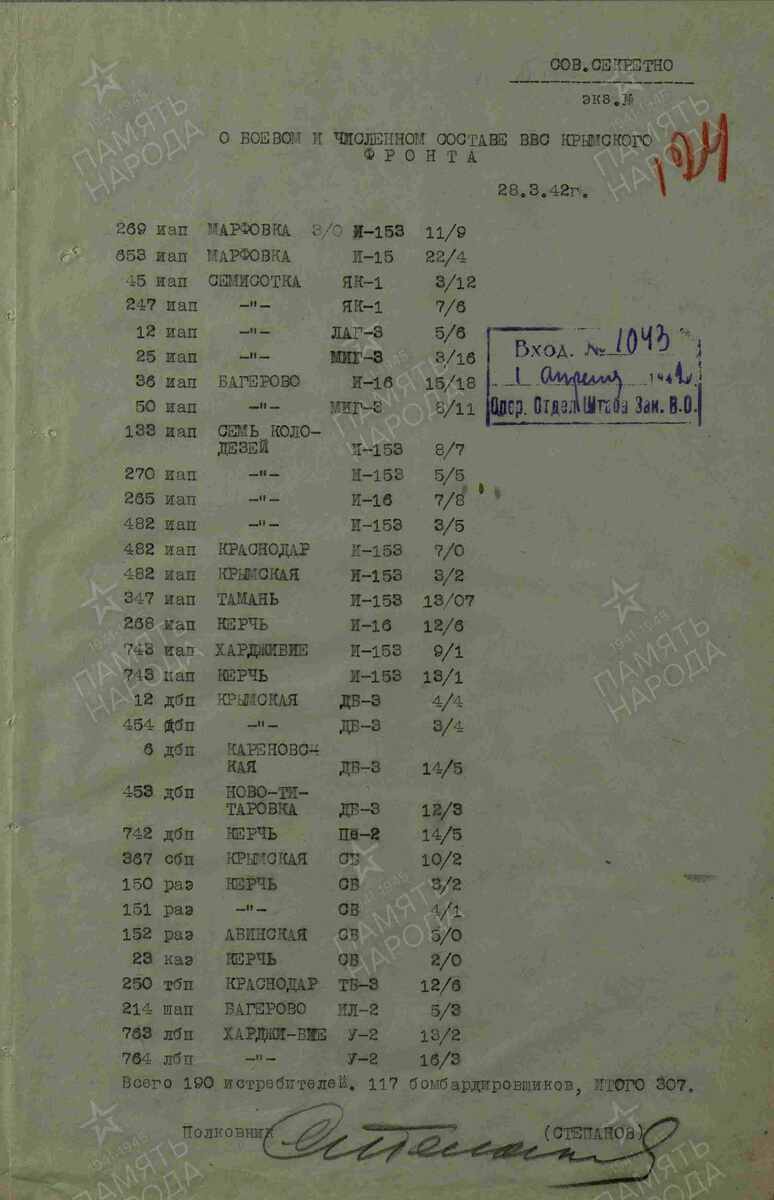 СОВ.СЕКРЕТНО
экз.№
124
О БОЕВОМ И ЧИСЛЕННОМ СОСТАВЕ ВВС КРЫМСКОГО
ФРОНТА
28.3.42г.
269 иап МАРФОВКА З/О И-153 11/9
653 иап МАРФОВКА И-15 22/4
45 иап СЕМИСОТКА ЯК-1 3/12
247 иап -"- ЯК-1 7/6
12 иап -"- ЛАГ-3 5/6
25 иап -"- МИГ-3 3/16
36 иап БАГЕРОВО И-16 15/18
50 иап -"- МИГ-3 8/11
Вход. № 1043
1 апреля 1942
Опер. Отдел Штаба Зак. В.О.
133 иап СЕМЬ КОЛО-
ДЕЗЕЙ И-153 8/7
270 иап -"- И-153 5/5
265 иап -"- И-16 7/8
482 иап -"- И-153 3/5
482 иап КРАСНОДАР И-153 7/0
482 иап КРЫМСКАЯ И-153 3/2
347 иап ТАМАНЬ И-153 13/07
268 иап КЕРЧЬ И-16 12/6
743 иап ХАРДЖИВИЕ И-153 9/1
743 иап КЕРЧЬ И-153 13/1
12 дбп КРЫМСКАЯ ДБ-3 4/4
454 дбп -"- ДБ-3 3/4
6 дбп КАРЕНОВС-
КАЯ ДБ-3 14/5
453 дбп НОВО-ТИ-
ТАРОВКА ДБ-3 12/3
742 дбп КЕРЧЬ Пе-2 14/5
367 сбп КРЫМСКАЯ СБ 10/2
150 раэ КЕРЧЬ СБ 3/2
151 раэ -"- СБ 4/1
152 раэ АБИНСКАЯ СБ 5/0
23 каэ КЕРЧЬ СБ 2/0
250 тбп КРАСНОДАР ТБ-3 12/6
214 шап БАГЕРОВО ИЛ-2 5/3
763 лбп ХАРДЖИ-ВИЕ У-2 13/2
764 лбп -"- У-2 16/3
Всего 190 истребителей. 117 бомбардировщиков, ИТОГО 307.
Полковник Степанов (СТЕПАНОВ)
1941-1945
ПАМЯТЬ
НАРОДА